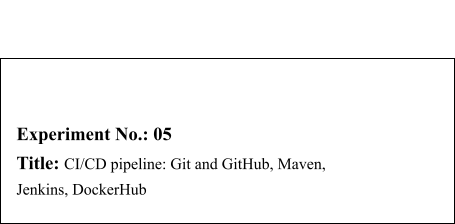 Experiment No.: 05
Title: CI/CD pipeline: Git and GitHub, Maven,
Jenkins, DockerHub